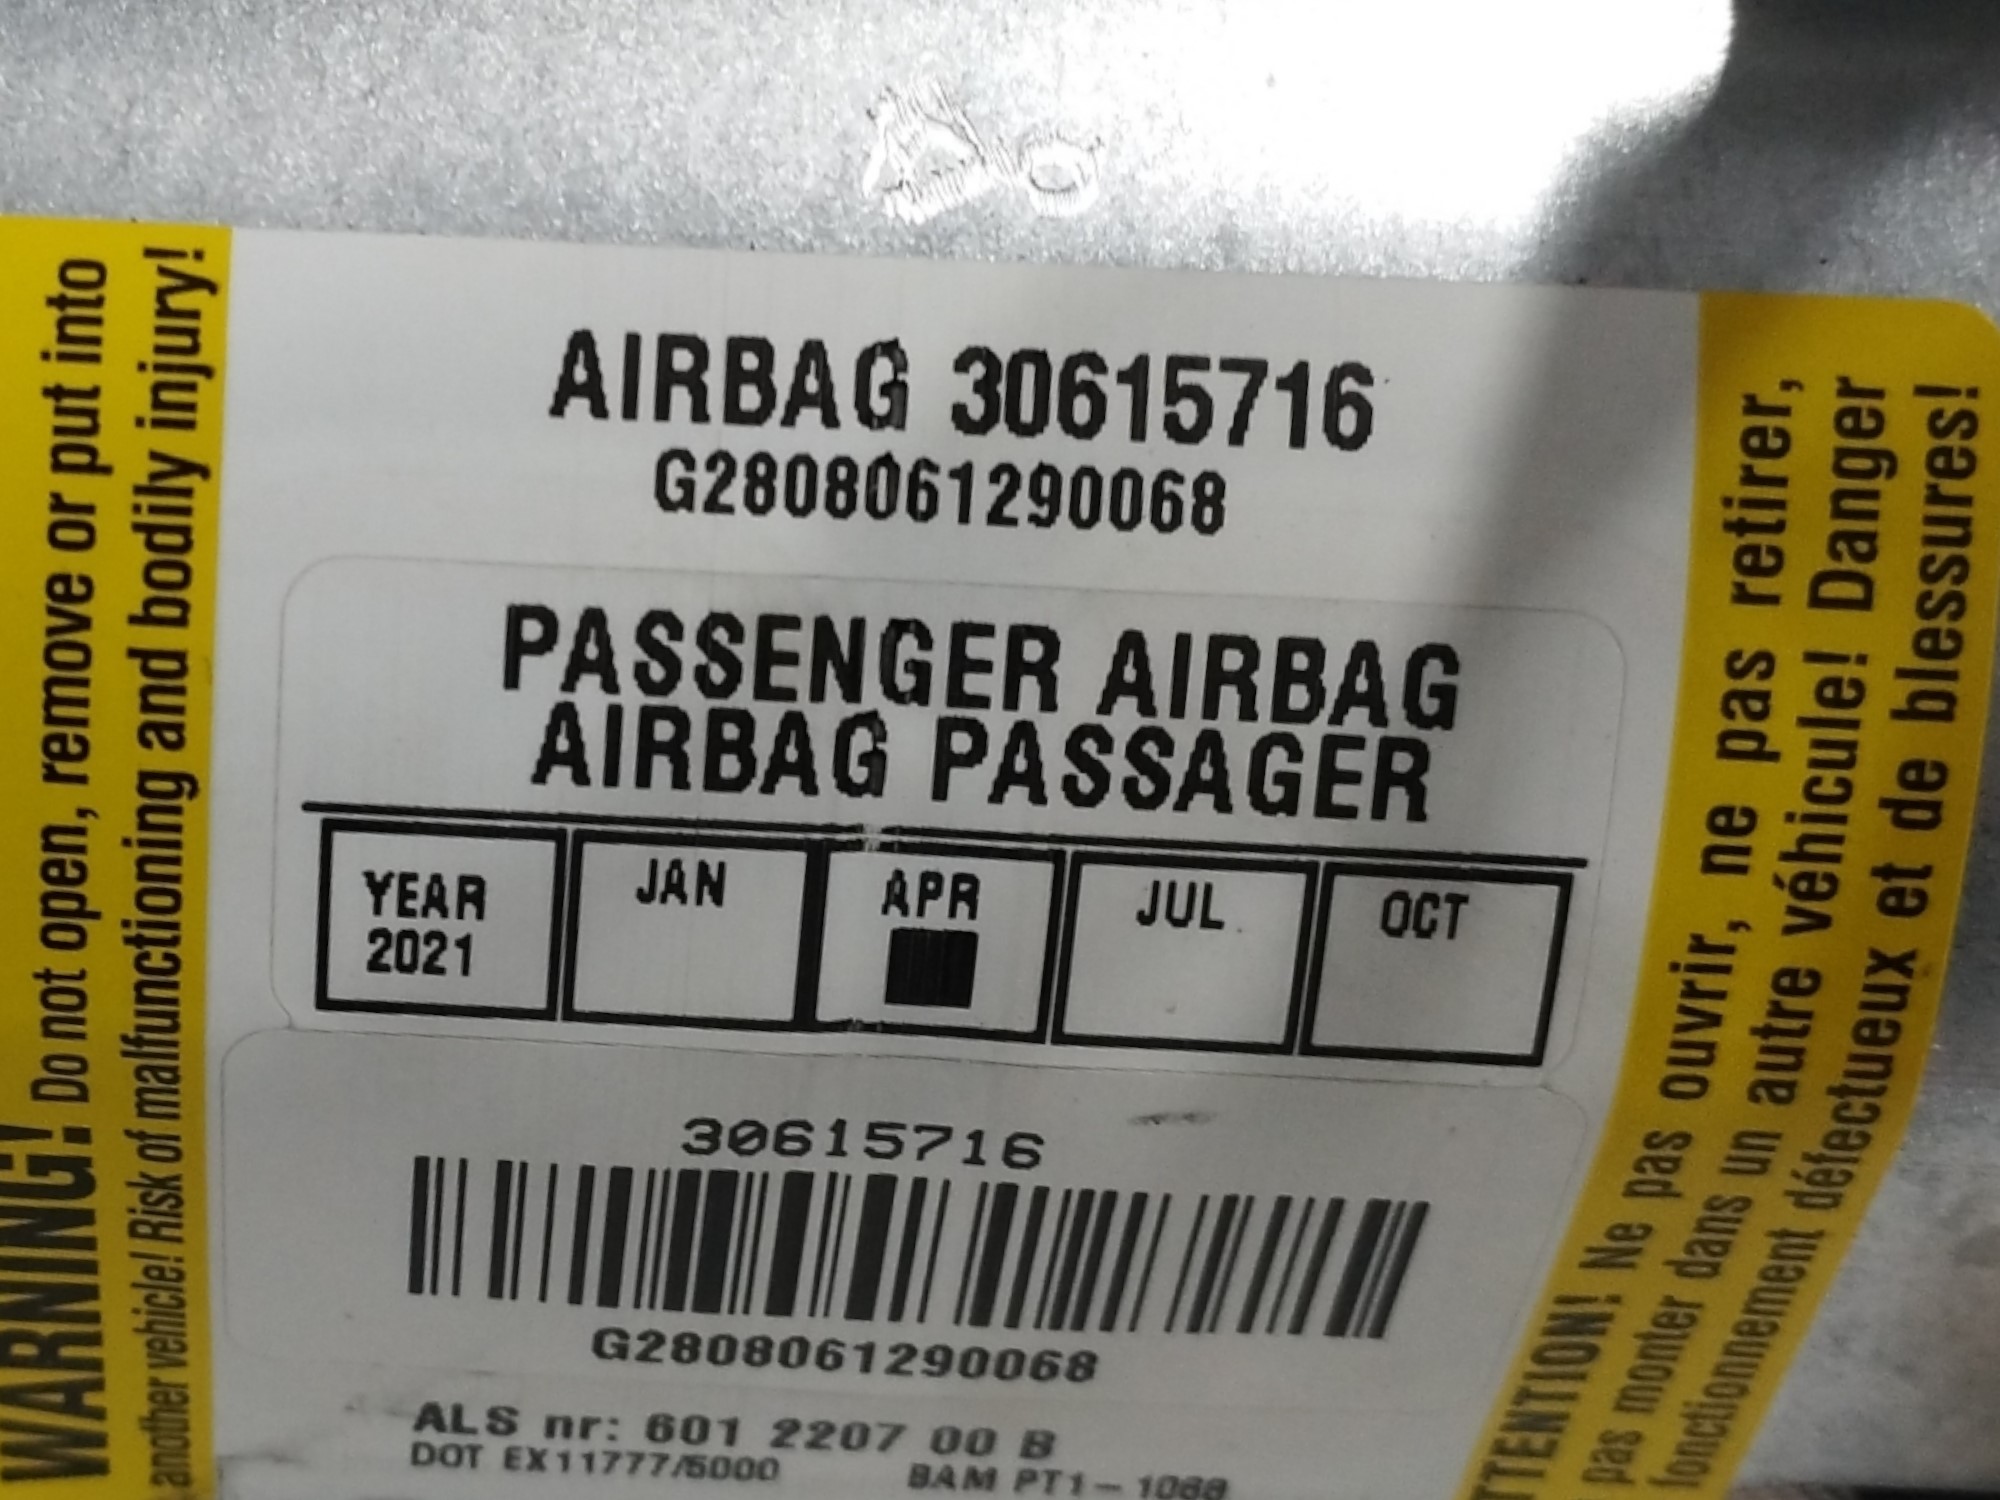 WARNING! Do not open, remove or put into
another vehicle! Risk of malfunctioning and bodily injury!
AIRBAG 30615716
G2808061290068
PASSENGER AIRBAG
AIRBAG PASSAGER
YEAR 2021
JAN
APR
JUL
OCT
30615716
G2808061290068
ALS nr: 601 2207 00 B
DOT EX11777/5000 BAM PT1-1068
TTENTION! Ne pas ouvrir, ne pas retirer,
pas monter dans un autre véhicule! Danger
fonctionnement défectueux et de blessures!